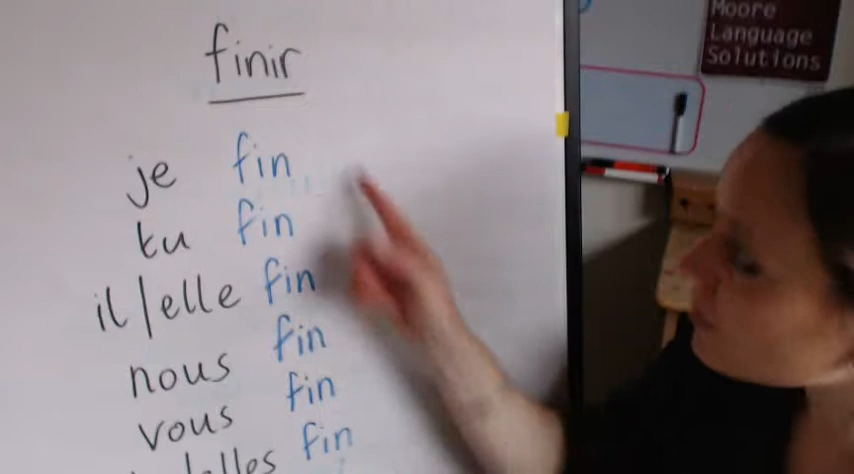 finir
je fin
tu fin
il/elle fin
nous fin
vous fin
/elles fin
Moore
Language
Solutions